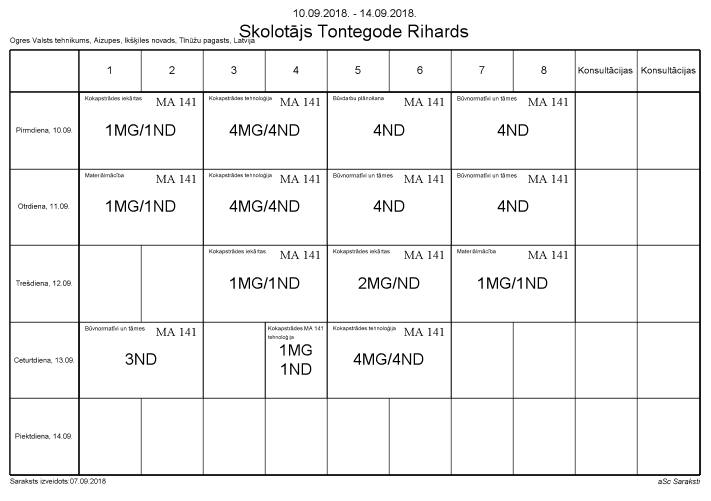 10.09.2018. - 14.09.2018.
Skolotājs Tontegode Rihards
Ogres Valsts tehnikums, Aizupes, Ikšķiles novads, Tīnūžu pagasts, Latvija
1 2 3 4 5 6 7 8 Konsultācijas Konsultācijas
Pirmdiena, 10.09.
Kokapstrādes iekārtas MA 141
1MG/1ND
Kokapstrādes tehnoloģija MA 141
4MG/4ND
Būvdarbu plānošana MA 141
4ND
Būvnormatīvi un tāmes MA 141
4ND
Otrdiena, 11.09.
Materiālmācība MA 141
1MG/1ND
Kokapstrādes tehnoloģija MA 141
4MG/4ND
Būvnormatīvi un tāmes MA 141
4ND
Būvnormatīvi un tāmes MA 141
4ND
Trešdiena, 12.09.
Kokapstrādes iekārtas MA 141
1MG/1ND
Kokapstrādes iekārtas MA 141
2MG/ND
Materiālmācība MA 141
1MG/1ND
Ceturtdiena, 13.09.
Būvnormatīvi un tāmes MA 141
3ND
Kokapstrādes MA 141
tehnoloģija
1MG
1ND
Kokapstrādes tehnoloģija MA 141
4MG/4ND
Piektdiena, 14.09.
Saraksts izveidots:07.09.2018
aSc Saraksti